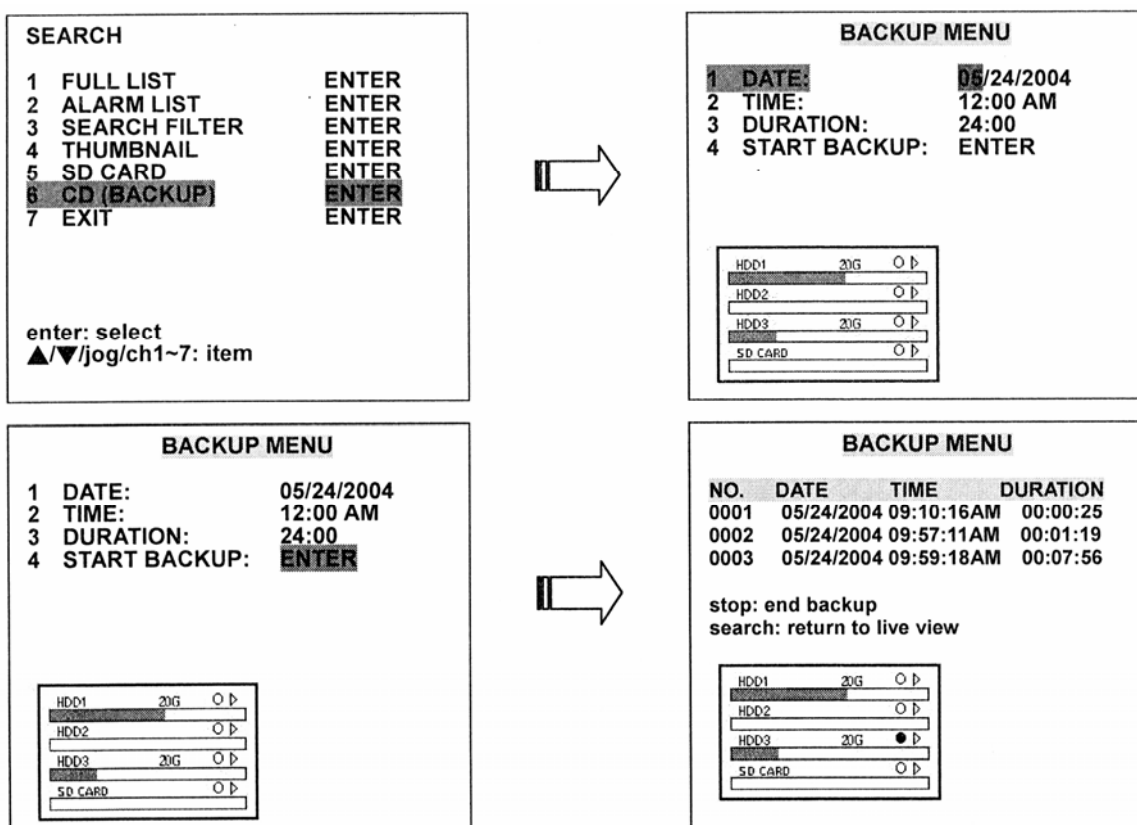 SEARCH
1 FULL LIST ENTER
2 ALARM LIST ENTER
3 SEARCH FILTER ENTER
4 THUMBNAIL ENTER
5 SD CARD ENTER
6 CD (BACKUP) ENTER
7 EXIT ENTER
enter: select
▲/▼/jog/ch1~7: item
BACKUP MENU
1 DATE: 05/24/2004
2 TIME: 12:00 AM
3 DURATION: 24:00
4 START BACKUP: ENTER
HDD1 20G
HDD2
HDD3 20G
SD CARD
BACKUP MENU
1 DATE: 05/24/2004
2 TIME: 12:00 AM
3 DURATION: 24:00
4 START BACKUP: ENTER
HDD1 20G
HDD2
HDD3 20G
SD CARD
BACKUP MENU
NO. DATE TIME DURATION
0001 05/24/2004 09:10:16AM 00:00:25
0002 05/24/2004 09:57:11AM 00:01:19
0003 05/24/2004 09:59:18AM 00:07:56
stop: end backup
search: return to live view
HDD1 20G
HDD2
HDD3 20G
SD CARD